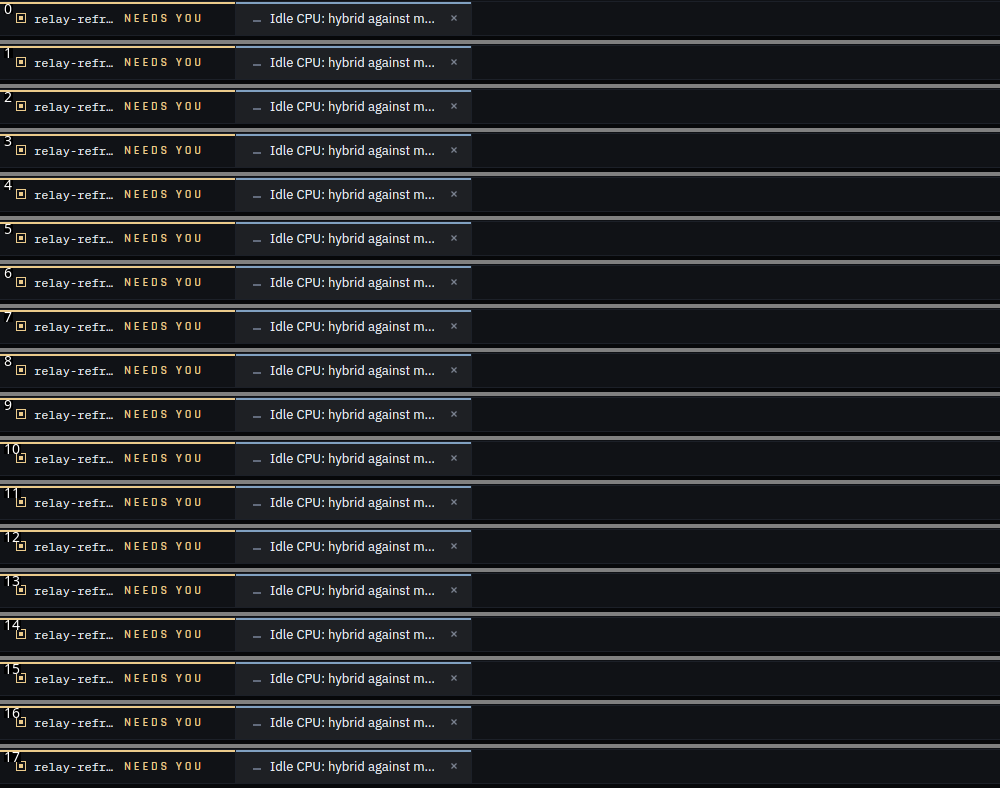 0 relay-refr… NEEDS YOU – Idle CPU: hybrid against m... ×
1 relay-refr… NEEDS YOU – Idle CPU: hybrid against m... ×
2 relay-refr… NEEDS YOU – Idle CPU: hybrid against m... ×
3 relay-refr… NEEDS YOU – Idle CPU: hybrid against m... ×
4 relay-refr… NEEDS YOU – Idle CPU: hybrid against m... ×
5 relay-refr… NEEDS YOU – Idle CPU: hybrid against m... ×
6 relay-refr… NEEDS YOU – Idle CPU: hybrid against m... ×
7 relay-refr… NEEDS YOU – Idle CPU: hybrid against m... ×
8 relay-refr… NEEDS YOU – Idle CPU: hybrid against m... ×
9 relay-refr… NEEDS YOU – Idle CPU: hybrid against m... ×
10 relay-refr… NEEDS YOU – Idle CPU: hybrid against m... ×
11 relay-refr… NEEDS YOU – Idle CPU: hybrid against m... ×
12 relay-refr… NEEDS YOU – Idle CPU: hybrid against m... ×
13 relay-refr… NEEDS YOU – Idle CPU: hybrid against m... ×
14 relay-refr… NEEDS YOU – Idle CPU: hybrid against m... ×
15 relay-refr… NEEDS YOU – Idle CPU: hybrid against m... ×
16 relay-refr… NEEDS YOU – Idle CPU: hybrid against m... ×
17 relay-refr… NEEDS YOU – Idle CPU: hybrid against m... ×